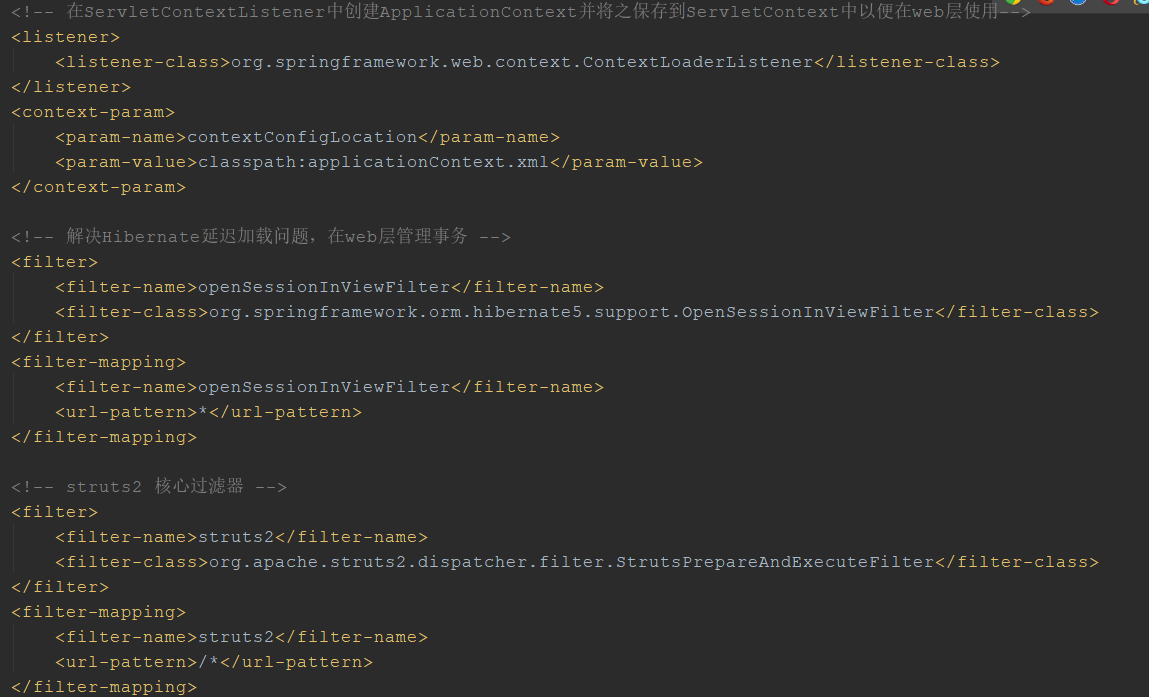 <!-- 在ServletContextListener中创建ApplicationContext并将之保存到ServletContext中以便在web层使用-->
<listener>
    <listener-class>org.springframework.web.context.ContextLoaderListener</listener-class>
</listener>
<context-param>
    <param-name>contextConfigLocation</param-name>
    <param-value>classpath:applicationContext.xml</param-value>
</context-param>

<!-- 解决Hibernate延迟加载问题，在web层管理事务 -->
<filter>
    <filter-name>openSessionInViewFilter</filter-name>
    <filter-class>org.springframework.orm.hibernate5.support.OpenSessionInViewFilter</filter-class>
</filter>
<filter-mapping>
    <filter-name>openSessionInViewFilter</filter-name>
    <url-pattern>*</url-pattern>
</filter-mapping>

<!-- struts2 核心过滤器 -->
<filter>
    <filter-name>struts2</filter-name>
    <filter-class>org.apache.struts2.dispatcher.filter.StrutsPrepareAndExecuteFilter</filter-class>
</filter>
<filter-mapping>
    <filter-name>struts2</filter-name>
    <url-pattern>/*</url-pattern>
</filter-mapping>